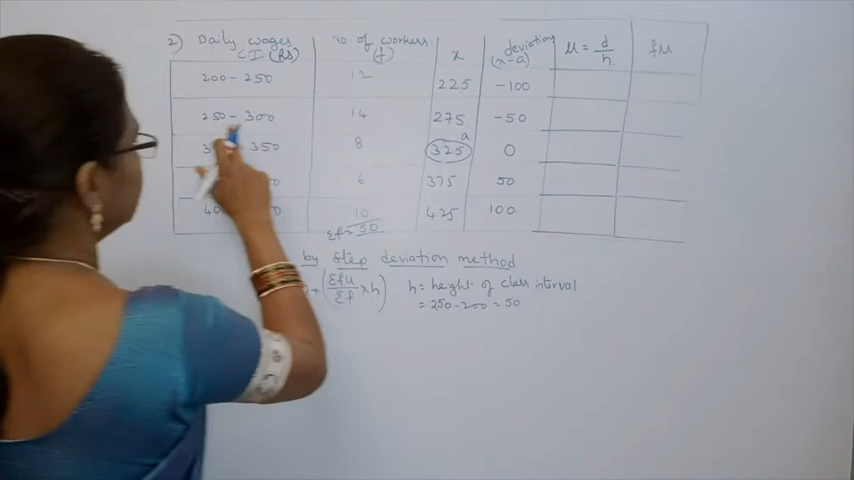 2) Daily wages CI (Rs) No of workers (f) x deviation (x-a) u = d/h fu
200 - 250 12 225 -100
250 - 300 14 275 -50
350 8 a 325 0
6 375 50
10 425 100
Σf = 50
by Step deviation method
+ (Σfu/Σf × h) h = height of class interval
= 250 - 200 = 50